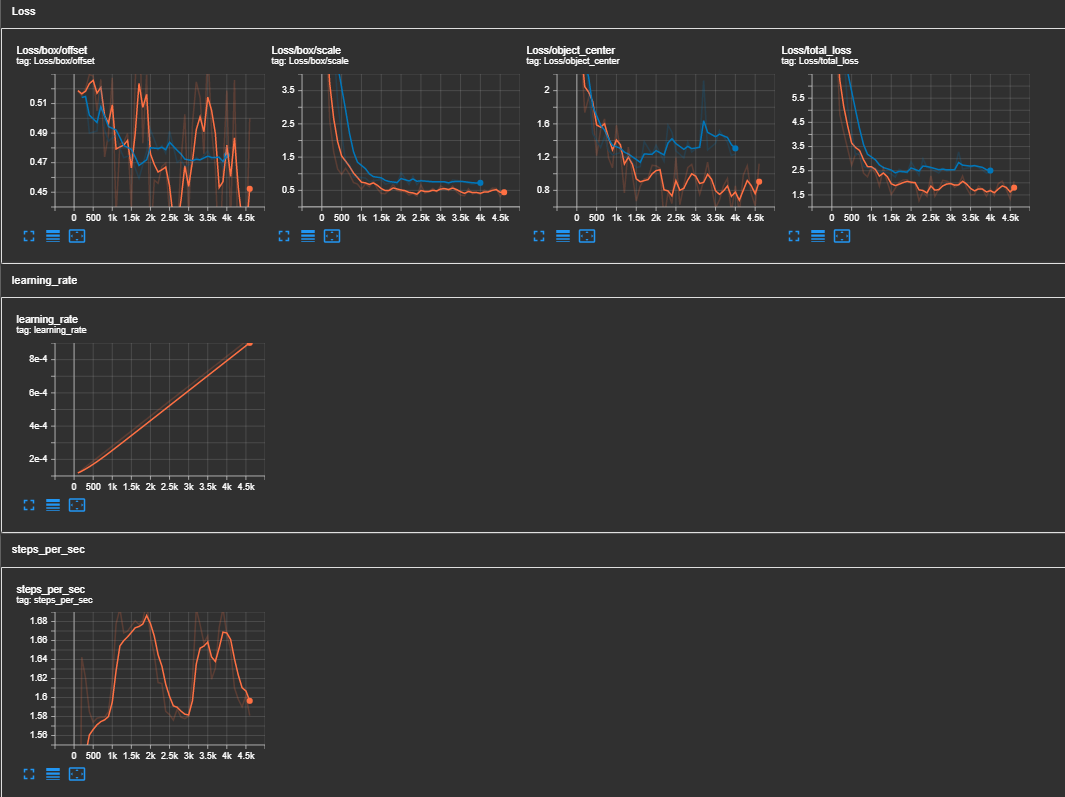 Loss
Loss/box/offset
tag: Loss/box/offset
0.51
0.49
0.47
0.45
0 500 1k 1.5k 2k 2.5k 3k 3.5k 4k 4.5k
Loss/box/scale
tag: Loss/box/scale
3.5
2.5
1.5
0.5
0 500 1k 1.5k 2k 2.5k 3k 3.5k 4k 4.5k
Loss/object_center
tag: Loss/object_center
2
1.6
1.2
0.8
0 500 1k 1.5k 2k 2.5k 3k 3.5k 4k 4.5k
Loss/total_loss
tag: Loss/total_loss
5.5
4.5
3.5
2.5
1.5
0 500 1k 1.5k 2k 2.5k 3k 3.5k 4k 4.5k
learning_rate
learning_rate
tag: learning_rate
8e-4
6e-4
4e-4
2e-4
0 500 1k 1.5k 2k 2.5k 3k 3.5k 4k 4.5k
steps_per_sec
steps_per_sec
tag: steps_per_sec
1.68
1.66
1.64
1.62
1.6
1.58
1.56
0 500 1k 1.5k 2k 2.5k 3k 3.5k 4k 4.5k